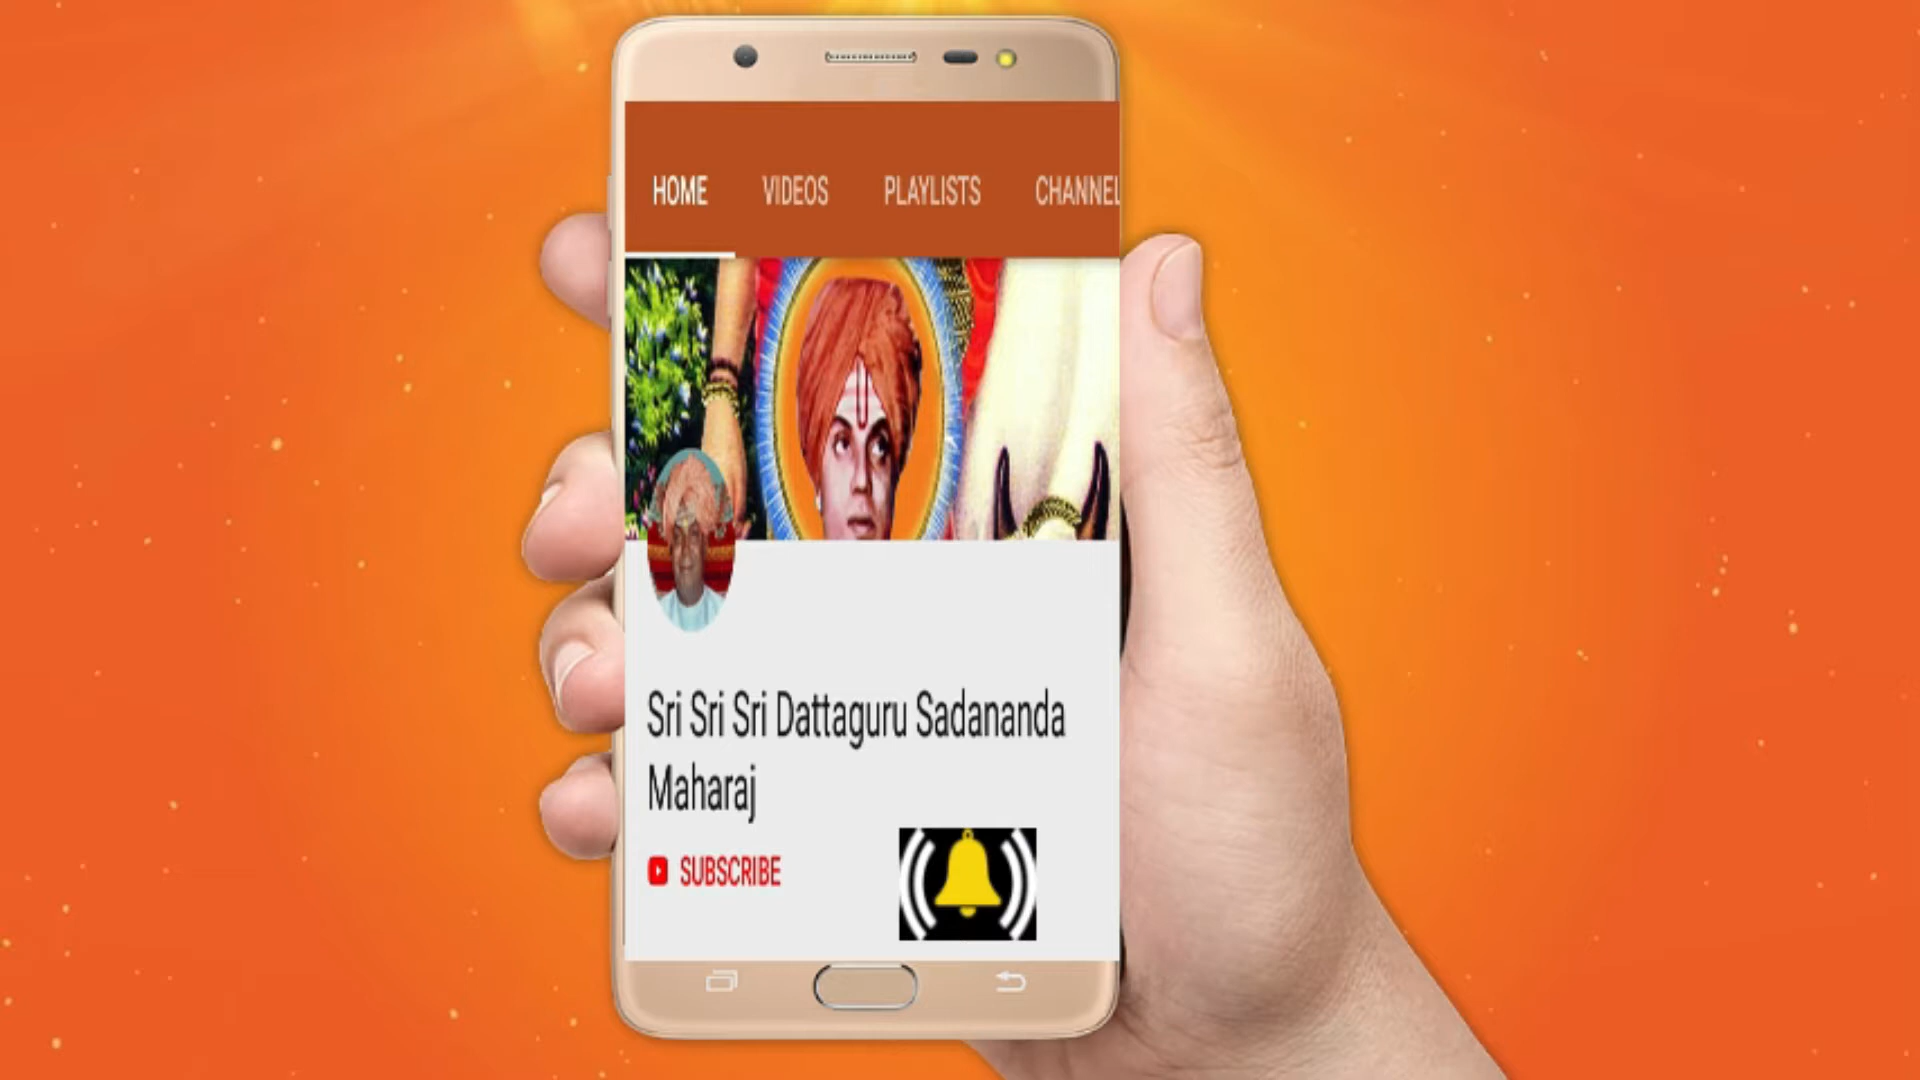 HOME VIDEOS PLAYLISTS CHANNEL
Sri Sri Sri Dattaguru Sadananda
Maharaj
SUBSCRIBE